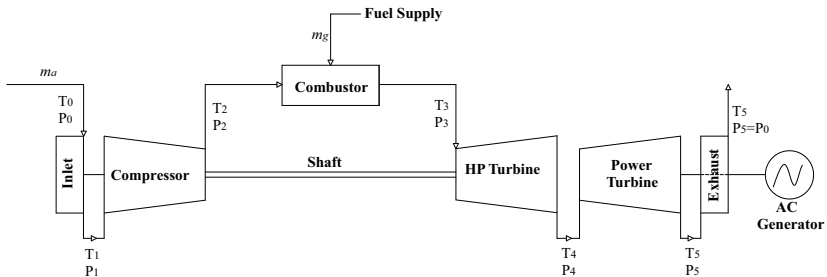 Fuel Supply
mg
ma
Combustor
T0
P0
T2
P2
T3
P3
T5
P5=P0
Inlet
Compressor
Shaft
HP Turbine
Power
Turbine
Exhaust
AC
Generator
T1
P1
T4
P4
T5
P5